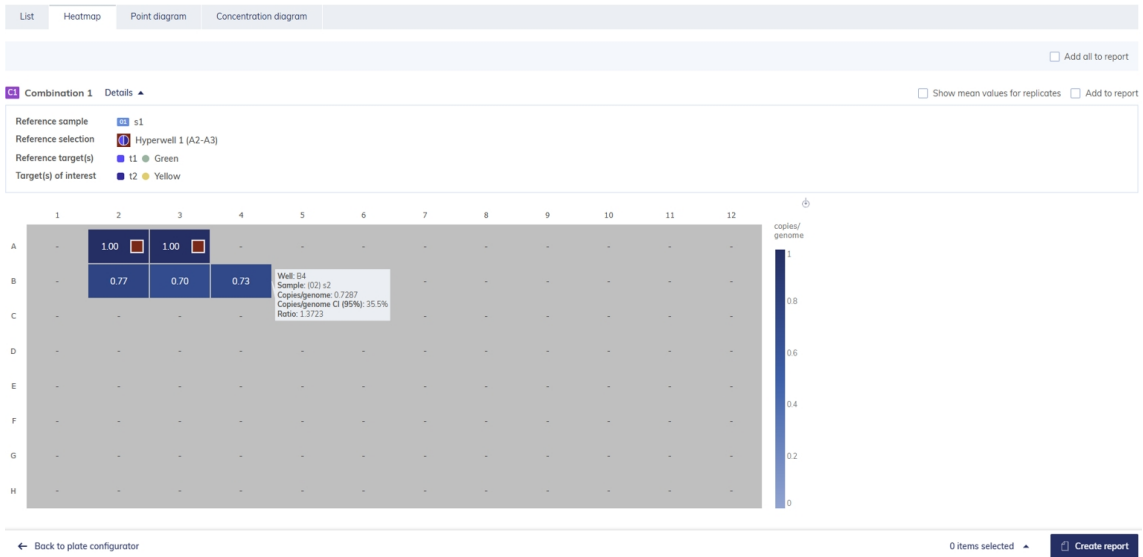 List Heatmap Point diagram Concentration diagram
Add all to report
C1 Combination 1 Details Show mean values for replicates Add to report
Reference sample 01 s1
Reference selection Hyperwell 1 (A2-A3)
Reference target(s) t1 Green
Target(s) of interest t2 Yellow
1 2 3 4 5 6 7 8 9 10 11 12
copies/
genome
A - 1.00 1.00 - - - - - - - - -
1
B - 0.77 0.70 0.73 - - - - - -
Well: B4
Sample: (02) s2
Copies/genome: 0.7287
Copies/genome CI (95%): 35.5%
Ratio: 1.3723
0.8
C - - - - - - - - - -
D - - - - - - - - - - - -
0.6
E - - - - - - - - - - - -
0.4
F - - - - - - - - - - - -
G - - - - - - - - - - - -
0.2
H - - - - - - - - - - - -
0
Back to plate configurator 0 items selected Create report